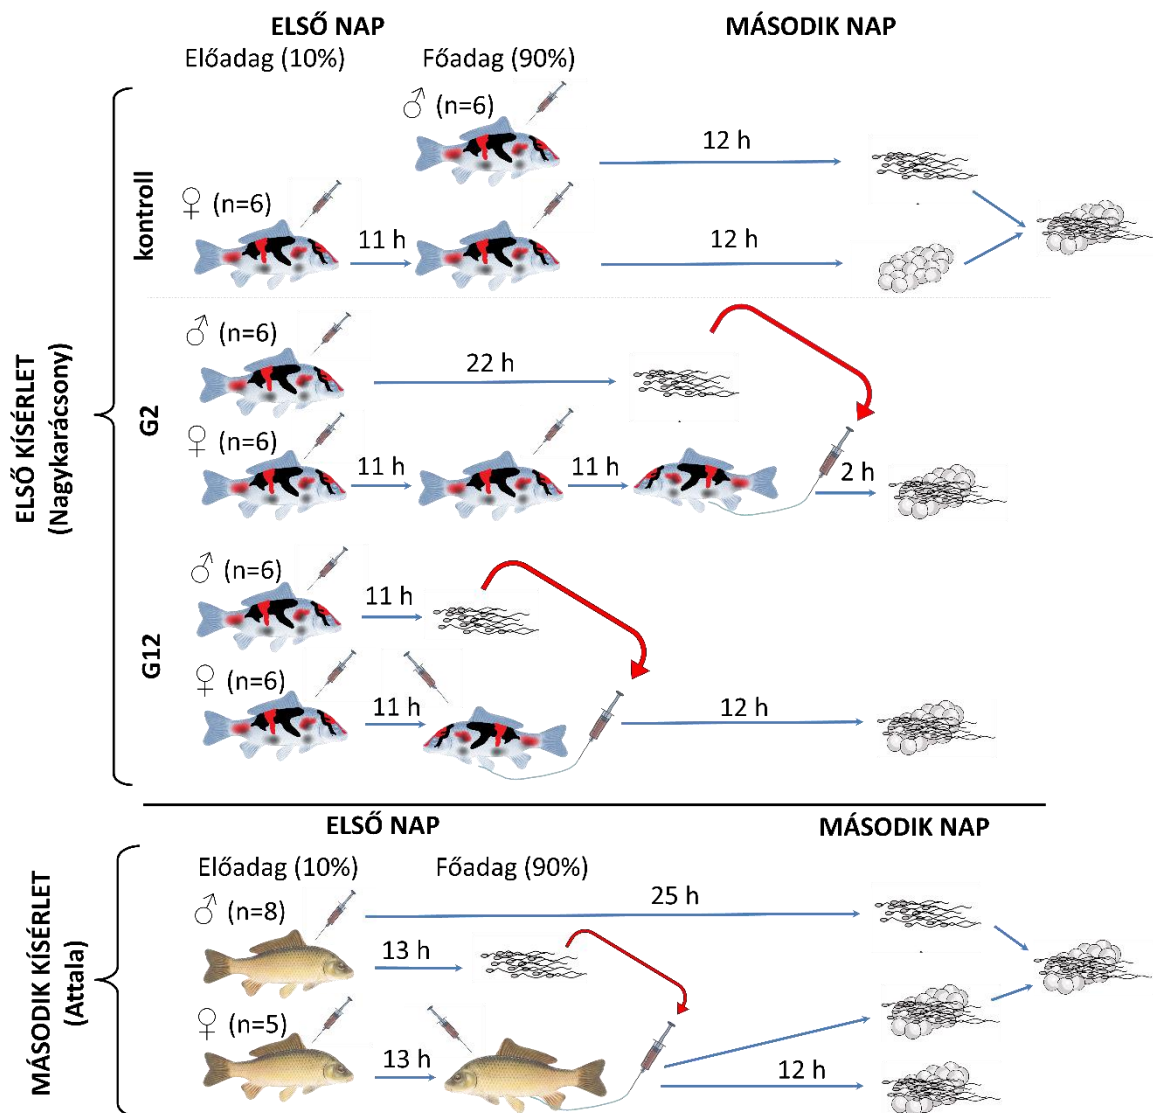 ELSŐ NAP
MÁSODIK NAP
Előadag (10%)
Főadag (90%)
ELSŐ KÍSÉRLET
(Nagykarácsony)
kontroll
♂ (n=6)
12 h
♀ (n=6)
11 h
12 h
G2
♂ (n=6)
22 h
♀ (n=6)
11 h
11 h
2 h
G12
♂ (n=6)
11 h
♀ (n=6)
11 h
12 h
ELSŐ NAP
MÁSODIK NAP
MÁSODIK KÍSÉRLET
(Attala)
Előadag (10%)
Főadag (90%)
♂ (n=8)
25 h
13 h
♀ (n=5)
13 h
12 h